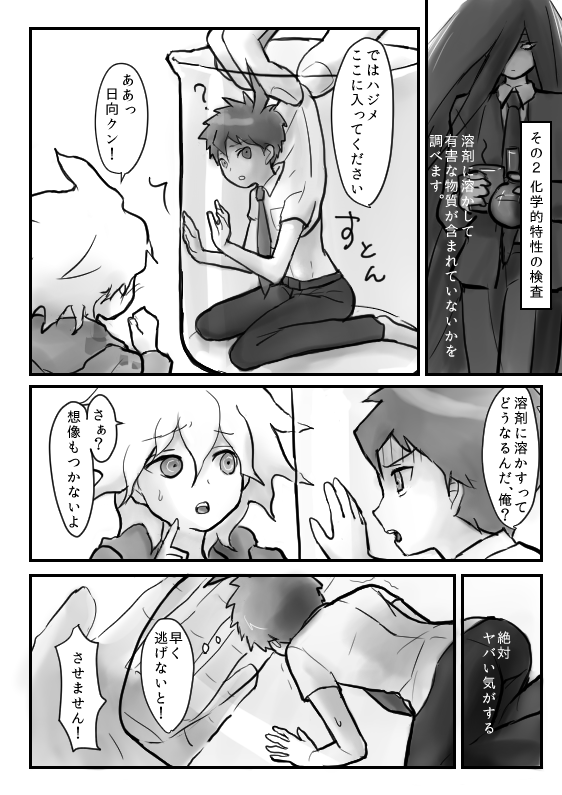 その２ 化学的特性の検査
溶剤に溶かして
有害な物質が含まれていないかを
調べます。
ではハジメ
ここに入ってください
？
すとん
ああっ
日向クン！
溶剤に溶かすって
どうなるんだ、俺？
さぁ？
想像もつかないよ
絶対
ヤバい気がする
早く
逃げないと！
させません！